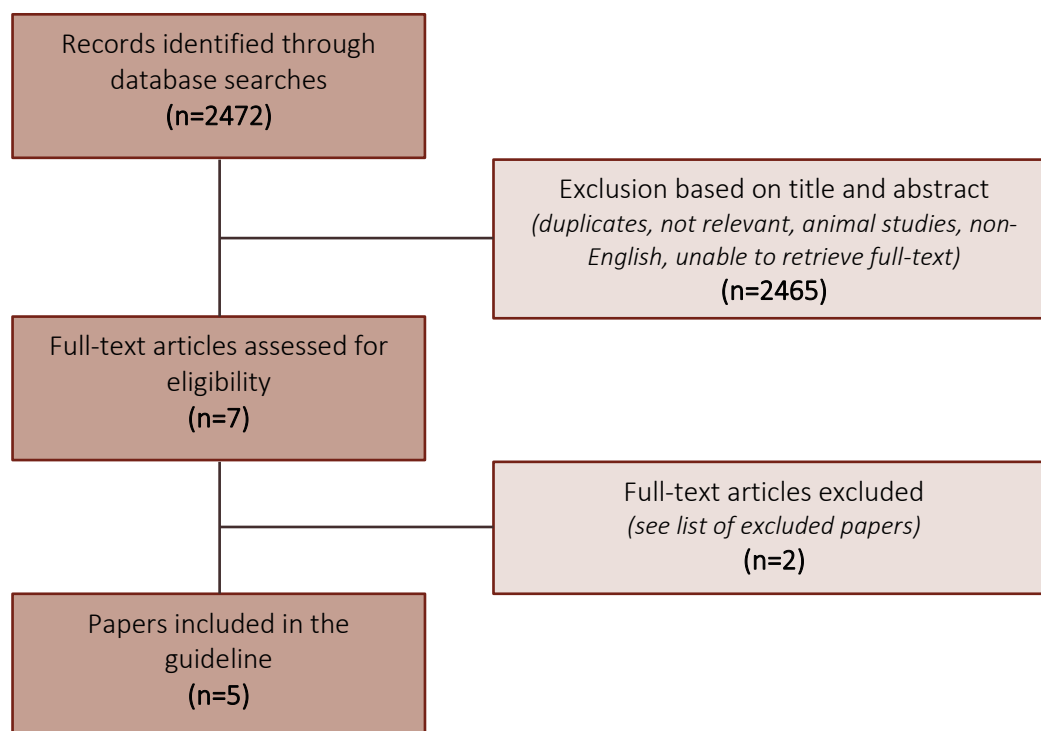 Records identified through
database searches
(n=2472)
Exclusion based on title and abstract
(duplicates, not relevant, animal studies, non-
English, unable to retrieve full-text)
(n=2465)
Full-text articles assessed for
eligibility
(n=7)
Full-text articles excluded
(see list of excluded papers)
(n=2)
Papers included in the
guideline
(n=5)